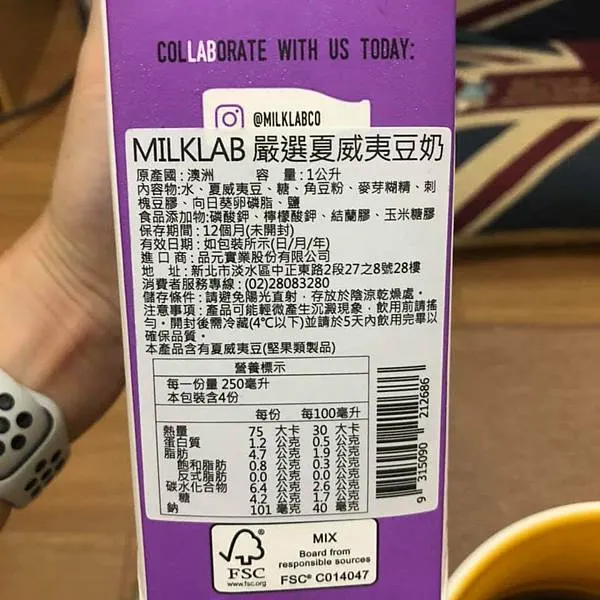 COLLABORATE WITH US TODAY:
@MILKLABCO
MILKLAB 嚴選夏威夷豆奶
原產國:澳洲 容 量:1公升
內容物:水、夏威夷豆、糖、角豆粉、麥芽糊精、刺
槐豆膠、向日葵卵磷脂、鹽
食品添加物:磷酸鉀、檸檬酸鉀、結蘭膠、玉米糖膠
保存期限:12個月(未開封)
有效日期:如包裝所示(日/月/年)
進 口 商:品元實業股份有限公司
地 址:新北市淡水區中正東路2段27之8號28樓
消費者服務專線:(02)28083280
儲存條件:請避免陽光直射,存放於陰涼乾燥處。
注意事項:產品可能輕微產生沉澱現象,飲用前請搖
勻。開封後需冷藏(4℃以下)並請於5天內飲用完畢以
確保品質。
本產品含有夏威夷豆(堅果類製品)
營養標示
每一份量 250毫升
本包裝含4份
每份 每100毫升
熱量 75 大卡 30 大卡
蛋白質 1.2 公克 0.5 公克
脂肪 4.7 公克 1.9 公克
飽和脂肪 0.8 公克 0.3 公克
反式脂肪 0.0 公克 0.0 公克
碳水化合物 6.4 公克 2.6 公克
糖 4.2 公克 1.7 公克
鈉 101 毫克 40 毫克
9 315090 212686
FSC
www.fsc.org
MIX
Board from
responsible sources
FSC® C014047